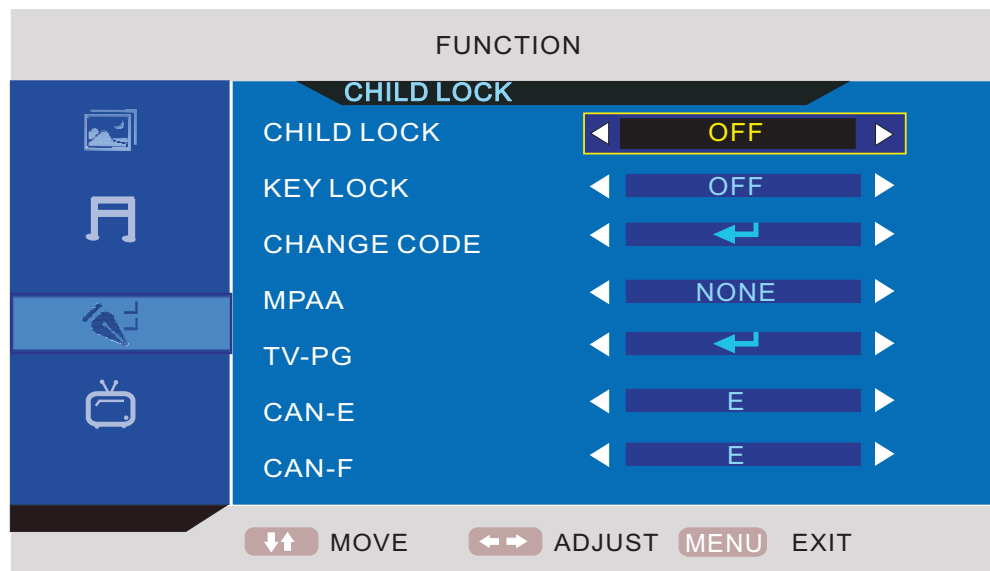 FUNCTION
CHILD LOCK
CHILD LOCK OFF
KEY LOCK OFF
CHANGE CODE
MPAA NONE
TV-PG
CAN-E E
CAN-F E
MOVE ADJUST MENU EXIT